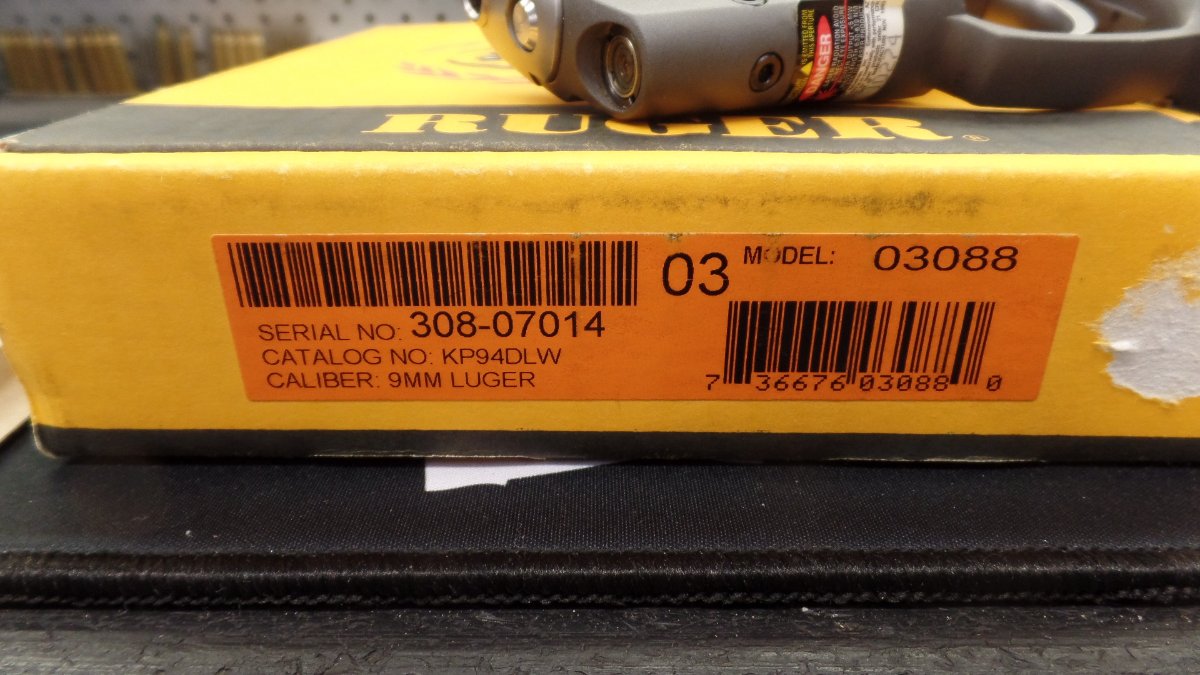 DANGER
RUGER®
03 MODEL: 03088
SERIAL NO: 308-07014
CATALOG NO: KP94DLW
CALIBER: 9MM LUGER
7 36676 03088 0